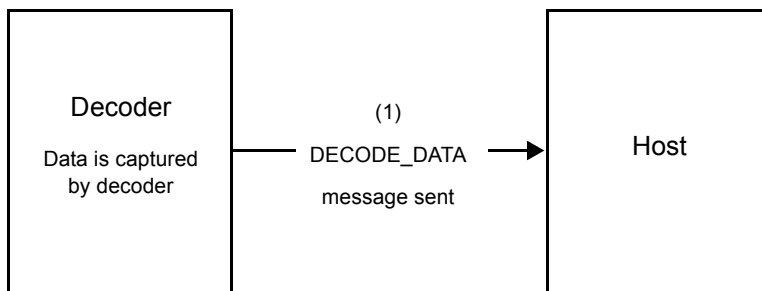 Decoder
Data is captured
by decoder
(1)
DECODE_DATA
message sent
Host